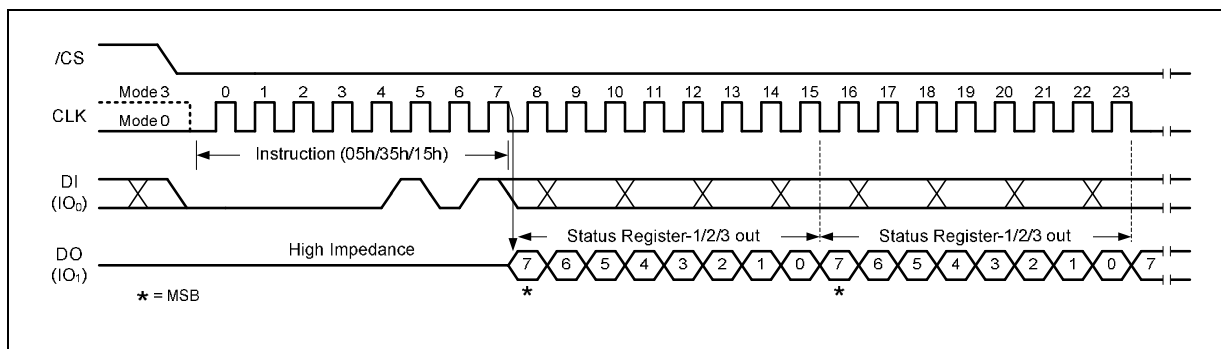 /CS
Mode 3
0 1 2 3 4 5 6 7 8 9 10 11 12 13 14 15 16 17 18 19 20 21 22 23
CLK
Mode 0
Instruction (05h/35h/15h)
DI
(IO₀)
Status Register-1/2/3 out Status Register-1/2/3 out
High Impedance
DO
(IO₁)
7 6 5 4 3 2 1 0 7 6 5 4 3 2 1 0 7
* = MSB * *